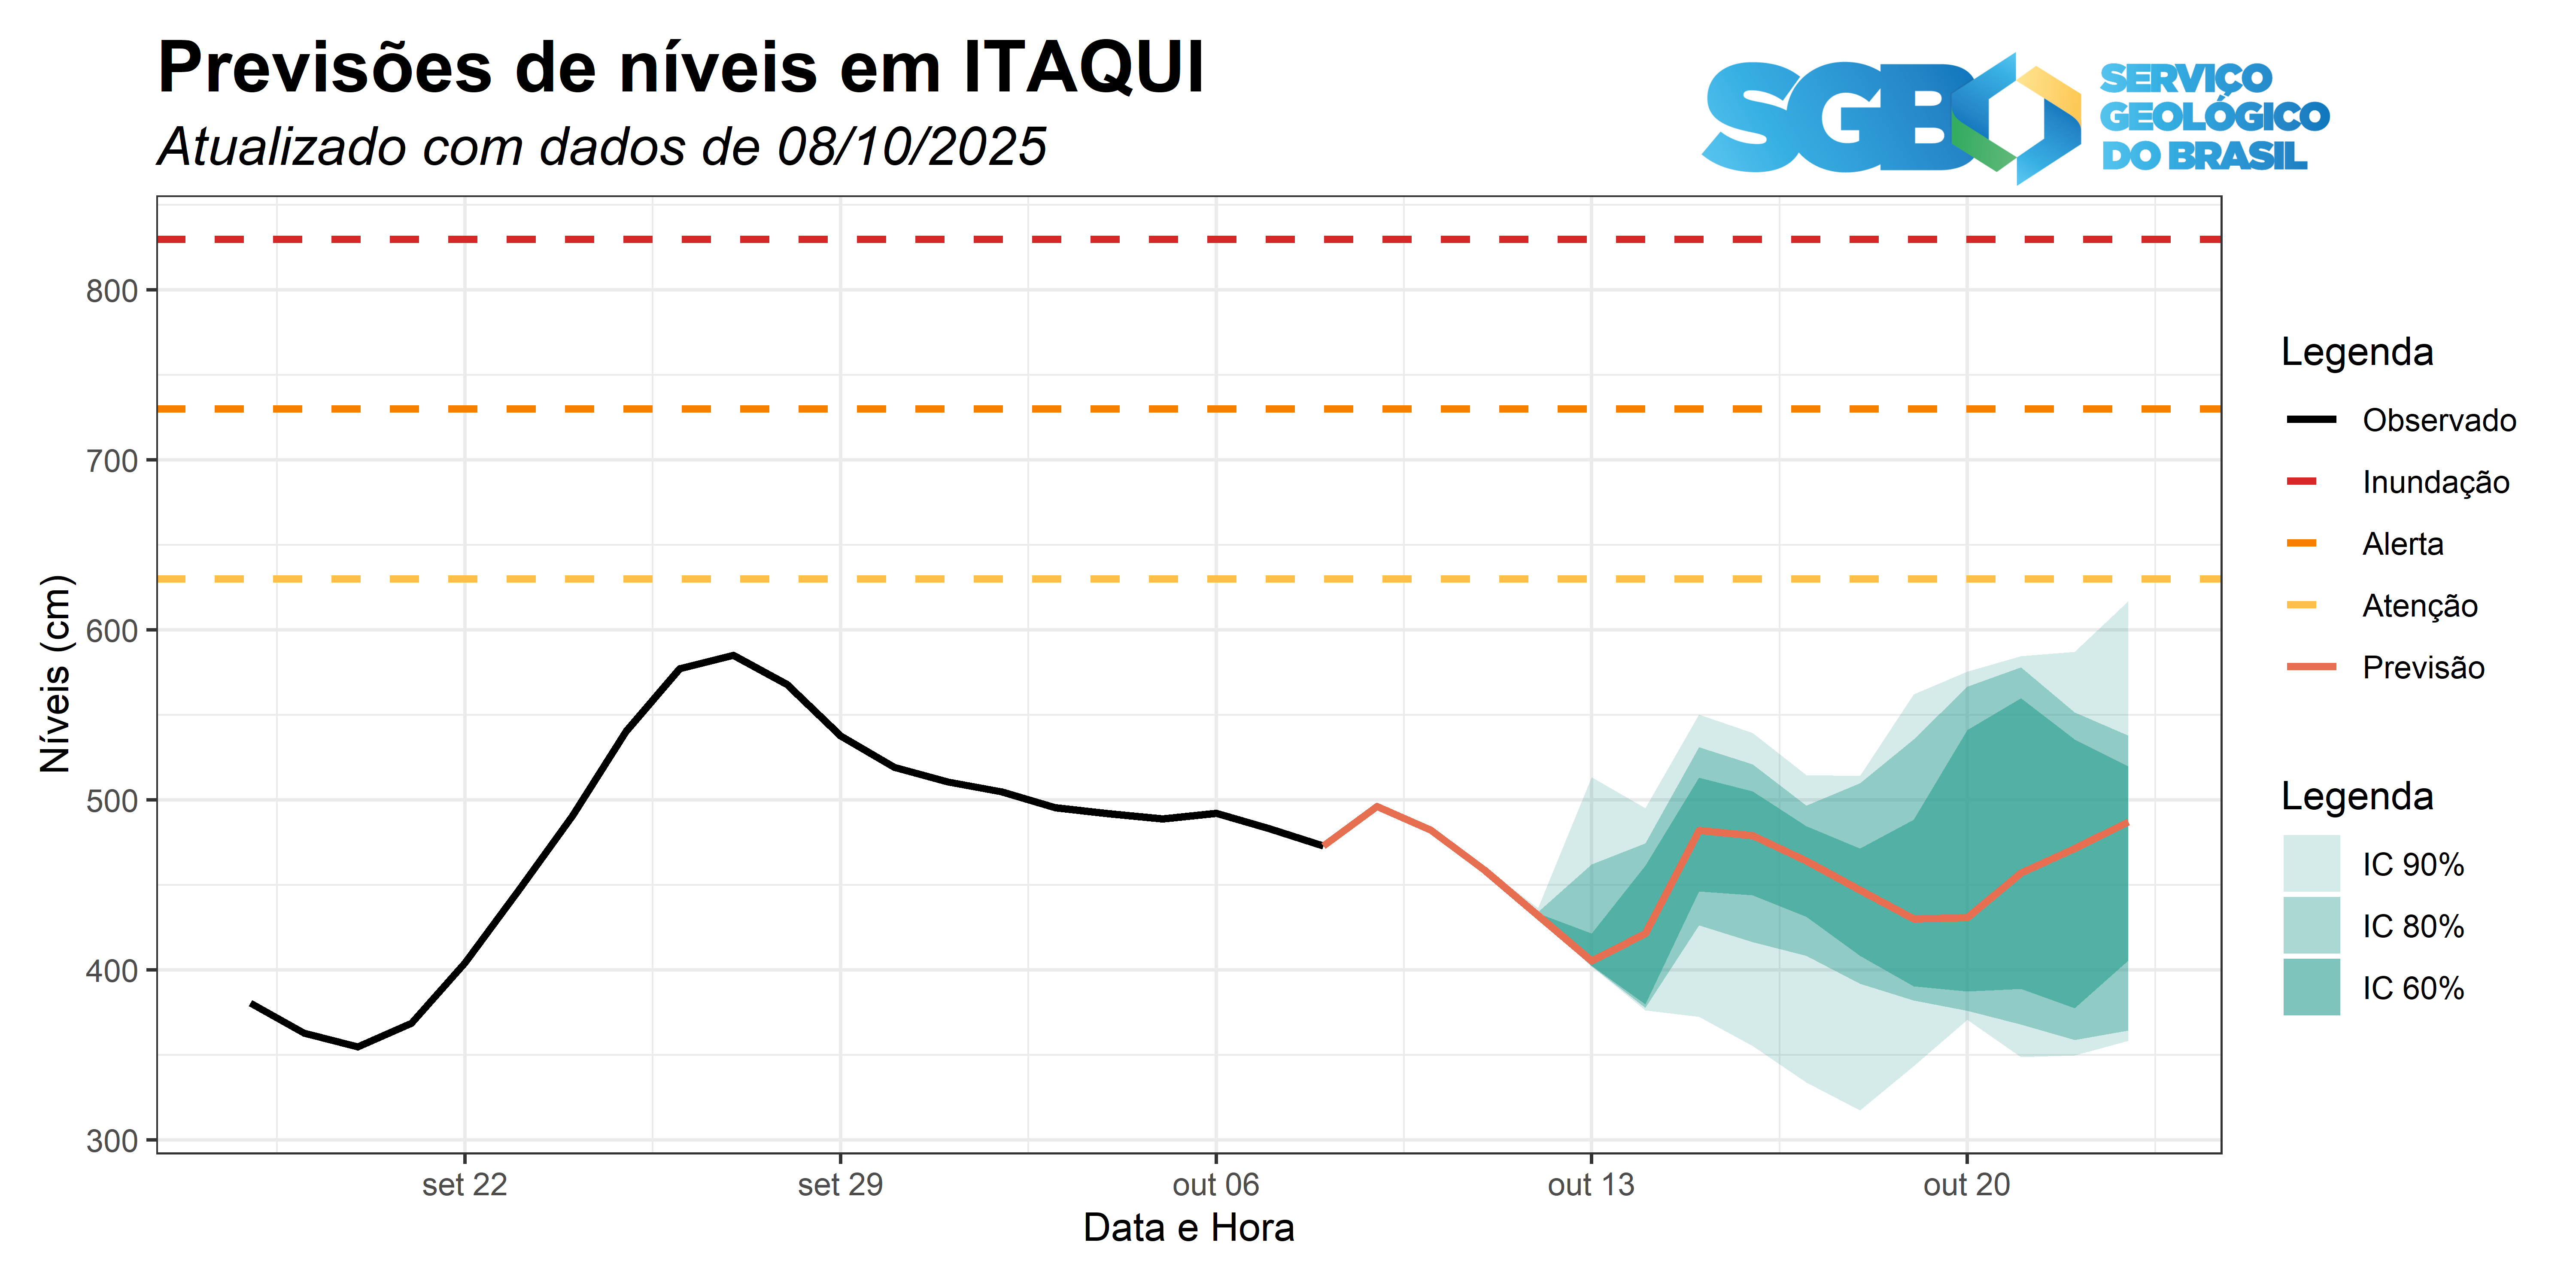 Previsões de níveis em ITAQUI
Atualizado com dados de 08/10/2025
SGB
SERVIÇO
GEOLÓGICO
DO BRASIL
Níveis (cm)
800
700
600
500
400
300
set 22
set 29
out 06
out 13
out 20
Data e Hora
Legenda
Observado
Inundação
Alerta
Atenção
Previsão
Legenda
IC 90%
IC 80%
IC 60%